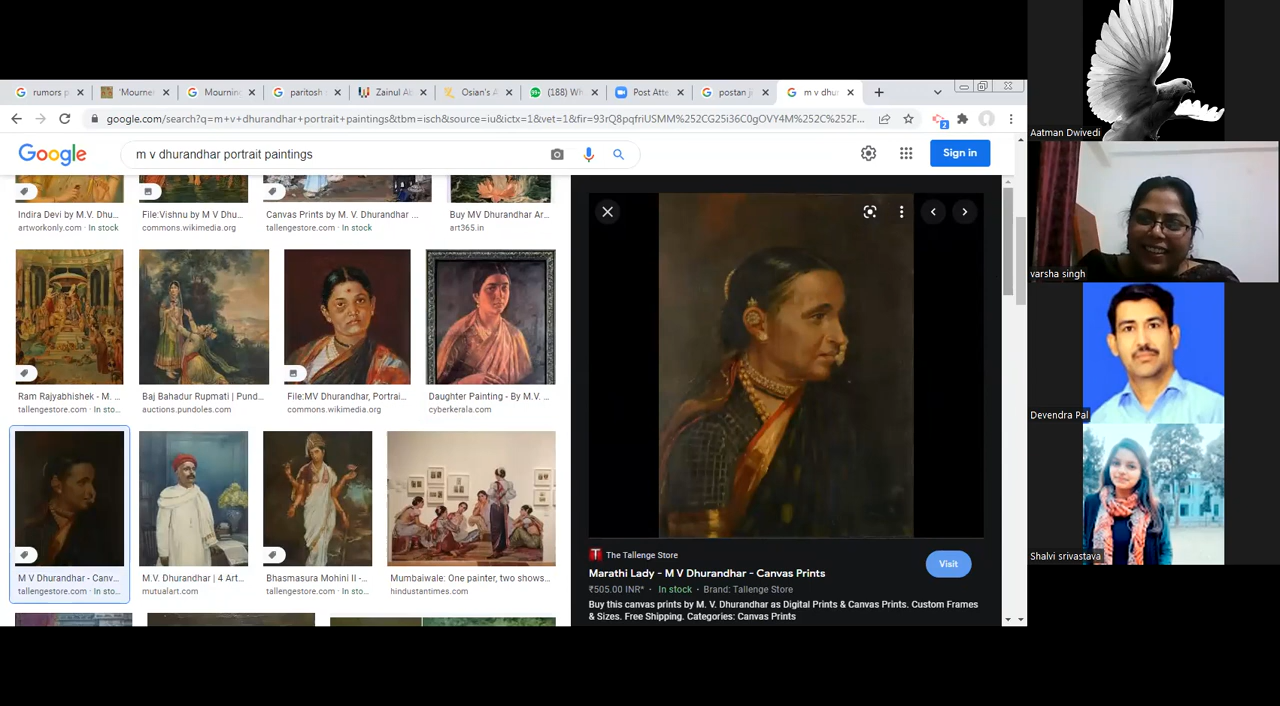 rumors p
'Mourne
Mournin
paritosh
Zainul A
Osian's A
(188) Wh
Post Atte
postan ji
m v dhur
google.com/search?q=m+v+dhurandhar+portrait+paintings&tbm=isch&source=iu&ictx=1&vet=1&fir=93rQ8pqfriUSMM%252CG25i36C0gOVY4M%252C%252F...
2
Google
m v dhurandhar portrait paintings
Sign in
Indira Devi by M.V. Dhu...
artworkonly.com · In stock
File:Vishnu by M V Dhu...
commons.wikimedia.org
Canvas Prints by M. V. Dhurandhar ...
tallengestore.com · In stock
Buy MV Dhurandhar Ar...
art365.in
Ram Rajyabhishek - M. ...
tallengestore.com · In sto...
Baj Bahadur Rupmati | Pund...
auctions.pundoles.com
File:MV Dhurandhar, Portrai...
commons.wikimedia.org
Daughter Painting - By M.V. ...
cyberkerala.com
M V Dhurandhar - Canv...
tallengestore.com · In sto...
M.V. Dhurandhar | 4 Art...
mutualart.com
Bhasmasura Mohini II -...
tallengestore.com · In sto...
Mumbaiwale: One painter, two shows...
hindustantimes.com
T The Tallenge Store
Marathi Lady - M V Dhurandhar - Canvas Prints
₹505.00 INR* · In stock · Brand: Tallenge Store
Visit
Buy this canvas prints by M. V. Dhurandhar as Digital Prints & Canvas Prints. Custom Frames
& Sizes. Free Shipping. Categories: Canvas Prints
Aatman Dwivedi
varsha singh
Devendra Pal
Shalvi srivastava